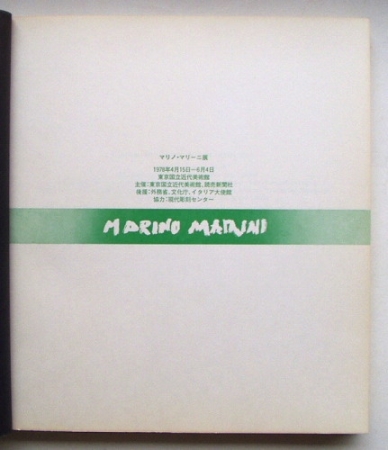 マリノ・マリーニ展
1978年4月15日―6月4日
東京国立近代美術館
主催：東京国立近代美術館、読売新聞社
後援：外務省、文化庁、イタリア大使館
協力：現代彫刻センター
MARINO MARINI